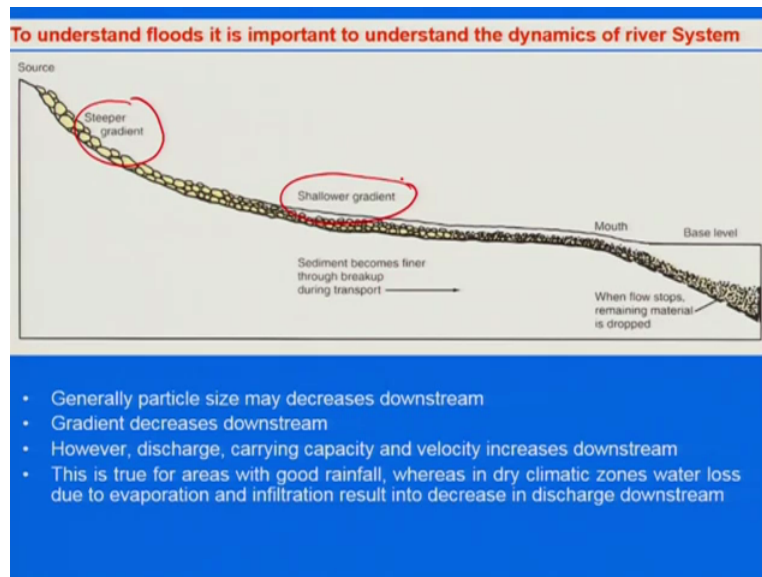 To understand floods it is important to understand the dynamics of river System
Source
Steeper
gradient
Shallower gradient
Mouth
Base level
Sediment becomes finer
through breakup
during transport
When flow stops,
remaining material
is dropped
• Generally particle size may decreases downstream
• Gradient decreases downstream
• However, discharge, carrying capacity and velocity increases downstream
• This is true for areas with good rainfall, whereas in dry climatic zones water loss
due to evaporation and infiltration result into decrease in discharge downstream